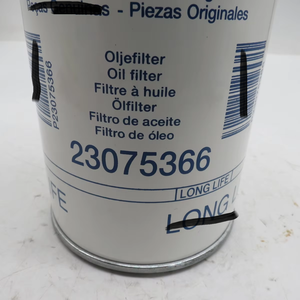 - Piezas Originales
Oljefilter
Oil filter
Filtre à huile
Ölfilter
Filtro de aceite
Filtro de óleo
P23075366
23075366
LONG LIFE
LONG